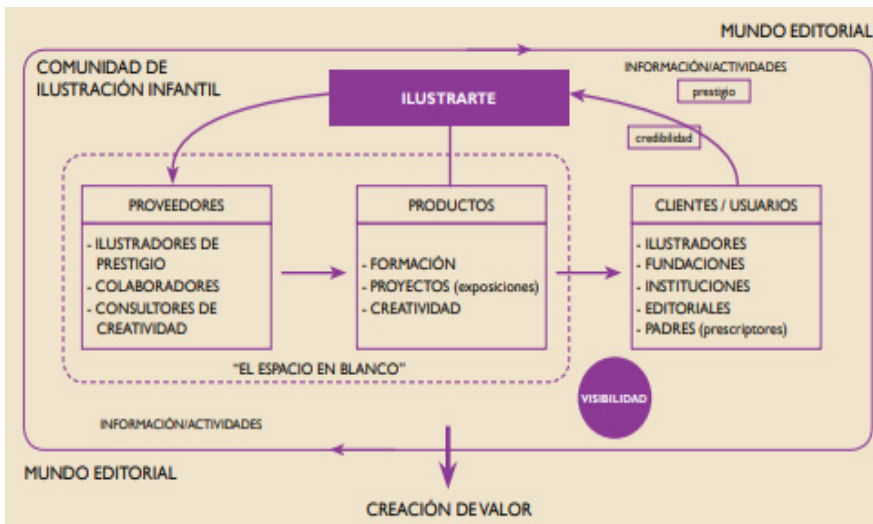 MUNDO EDITORIAL
COMUNIDAD DE
ILUSTRACIÓN INFANTIL
INFORMACIÓN/ACTIVIDADES
prestigio
ILUSTRARTE
credibilidad
PROVEEDORES
- ILUSTRADORES DE
PRESTIGIO
- COLABORADORES
- CONSULTORES DE
CREATIVIDAD
PRODUCTOS
- FORMACIÓN
- PROYECTOS (exposiciones)
- CREATIVIDAD
CLIENTES / USUARIOS
- ILUSTRADORES
- FUNDACIONES
- INSTITUCIONES
- EDITORIALES
- PADRES (prescriptores)
"EL ESPACIO EN BLANCO"
VISIBILIDAD
INFORMACIÓN/ACTIVIDADES
MUNDO EDITORIAL
CREACIÓN DE VALOR